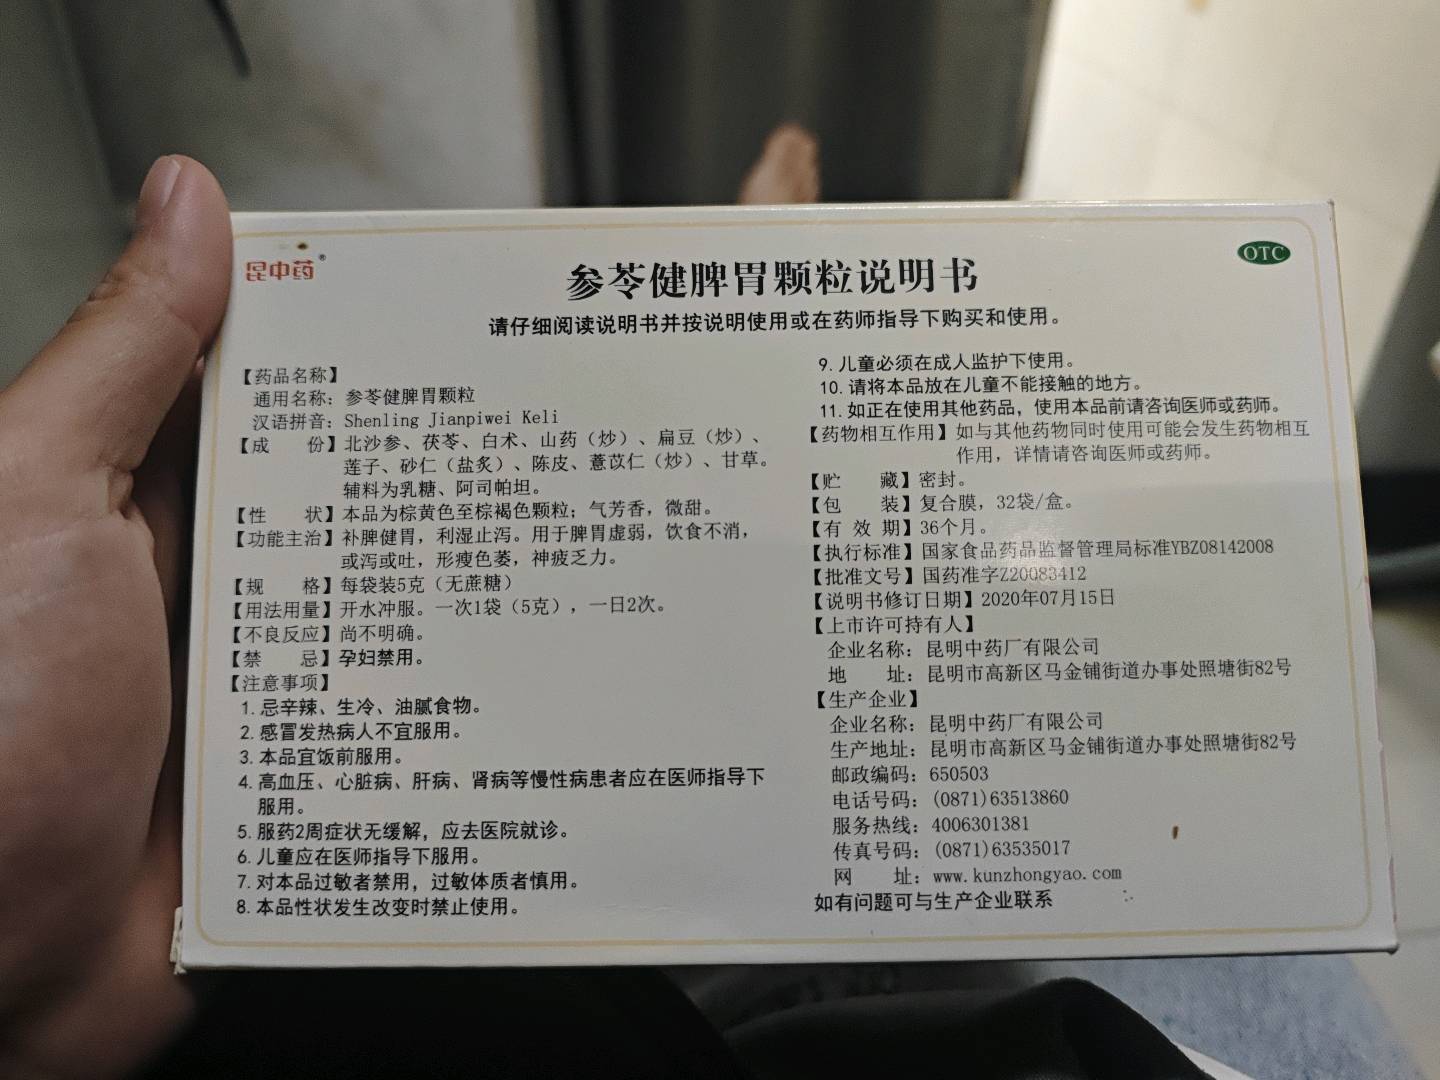 昆中药®
OTC
参苓健脾胃颗粒说明书
请仔细阅读说明书并按说明使用或在药师指导下购买和使用。
【药品名称】
通用名称：参苓健脾胃颗粒
汉语拼音：Shenling Jianpiwei Keli
【成 份】北沙参、茯苓、白术、山药（炒）、扁豆（炒）、
莲子、砂仁（盐炙）、陈皮、薏苡仁（炒）、甘草。
辅料为乳糖、阿司帕坦。
【性 状】本品为棕黄色至棕褐色颗粒；气芳香，微甜。
【功能主治】补脾健胃，利湿止泻。用于脾胃虚弱，饮食不消，
或泻或吐，形瘦色萎，神疲乏力。
【规 格】每袋装5克（无蔗糖）
【用法用量】开水冲服。一次1袋（5克），一日2次。
【不良反应】尚不明确。
【禁 忌】孕妇禁用。
【注意事项】
1.忌辛辣、生冷、油腻食物。
2.感冒发热病人不宜服用。
3.本品宜饭前服用。
4.高血压、心脏病、肝病、肾病等慢性病患者应在医师指导下
服用。
5.服药2周症状无缓解，应去医院就诊。
6.儿童应在医师指导下服用。
7.对本品过敏者禁用，过敏体质者慎用。
8.本品性状发生改变时禁止使用。
9.儿童必须在成人监护下使用。
10.请将本品放在儿童不能接触的地方。
11.如正在使用其他药品，使用本品前请咨询医师或药师。
【药物相互作用】如与其他药物同时使用可能会发生药物相互
作用，详情请咨询医师或药师。
【贮 藏】密封。
【包 装】复合膜，32袋/盒。
【有 效 期】36个月。
【执行标准】国家食品药品监督管理局标准YBZ08142008
【批准文号】国药准字Z20083412
【说明书修订日期】2020年07月15日
【上市许可持有人】
企业名称：昆明中药厂有限公司
地 址：昆明市高新区马金铺街道办事处照塘街82号
【生产企业】
企业名称：昆明中药厂有限公司
生产地址：昆明市高新区马金铺街道办事处照塘街82号
邮政编码：650503
电话号码：(0871)63513860
服务热线：4006301381
传真号码：(0871)63535017
网 址：www.kunzhongyao.com
如有问题可与生产企业联系